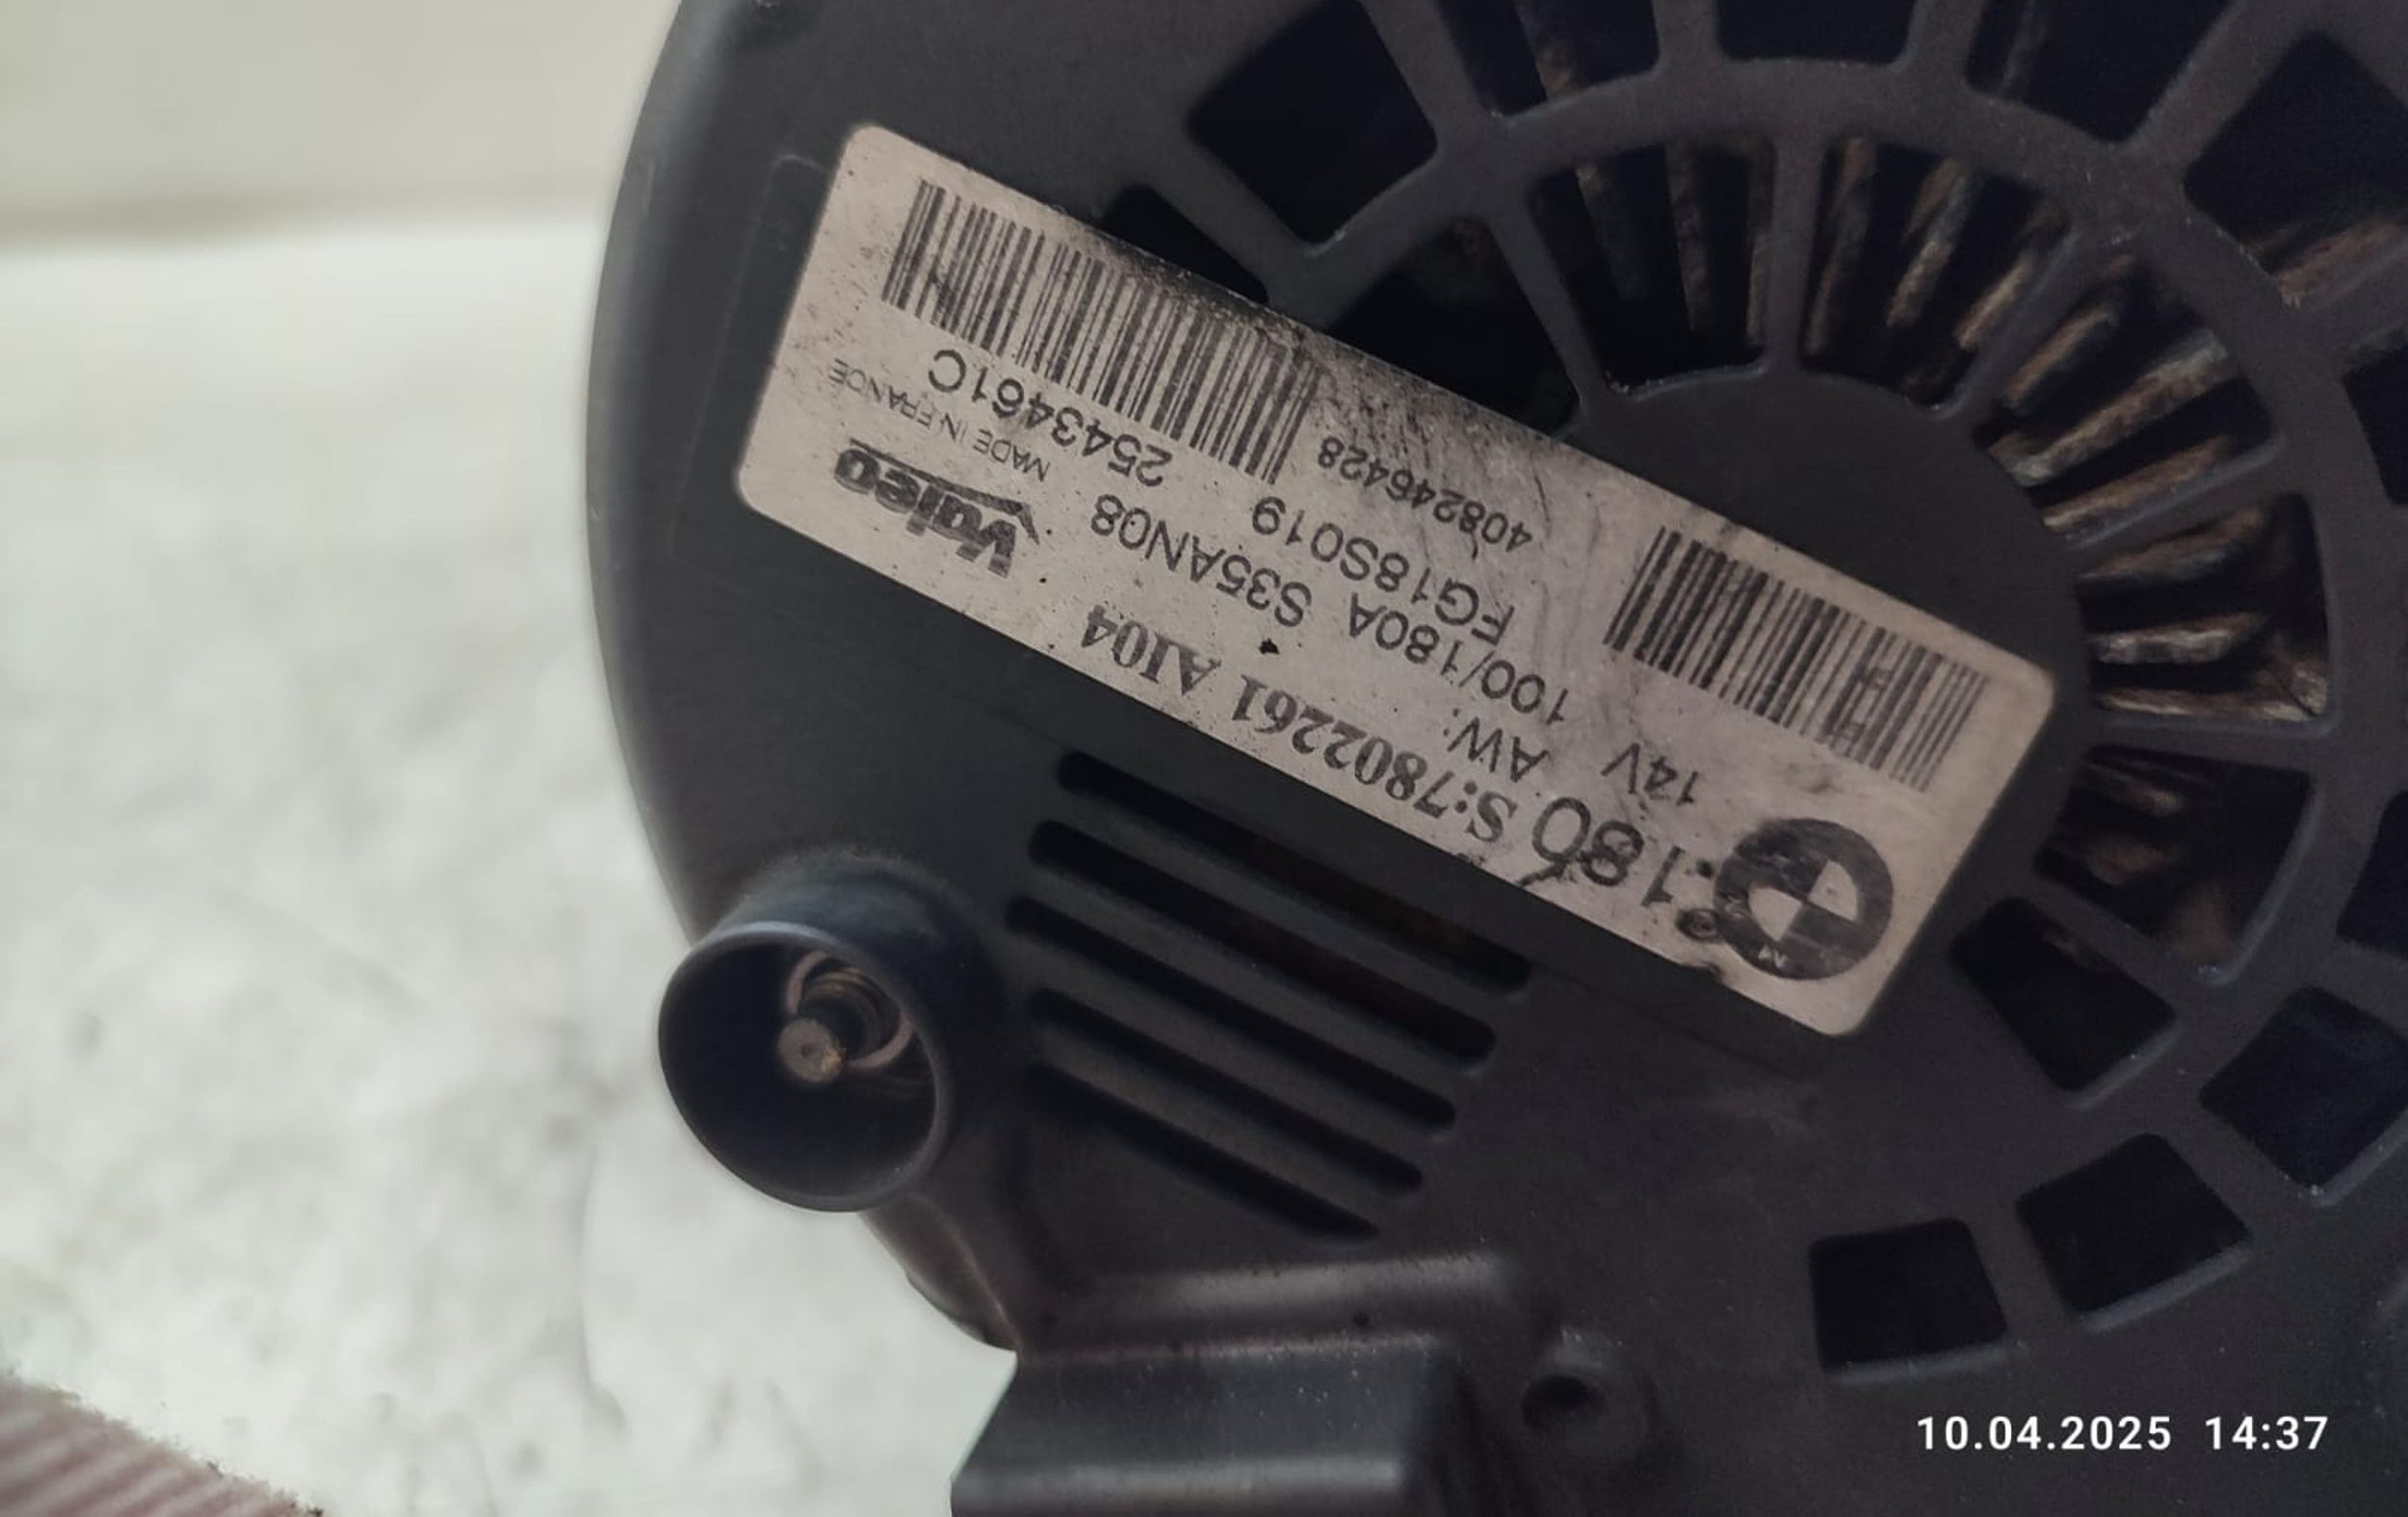 :180 S:7802261 AI04
14V AW: valeo
100/180A S35AN08 MADE IN FRANCE
FG18S019 2543461C
408246428
10.04.2025 14:37